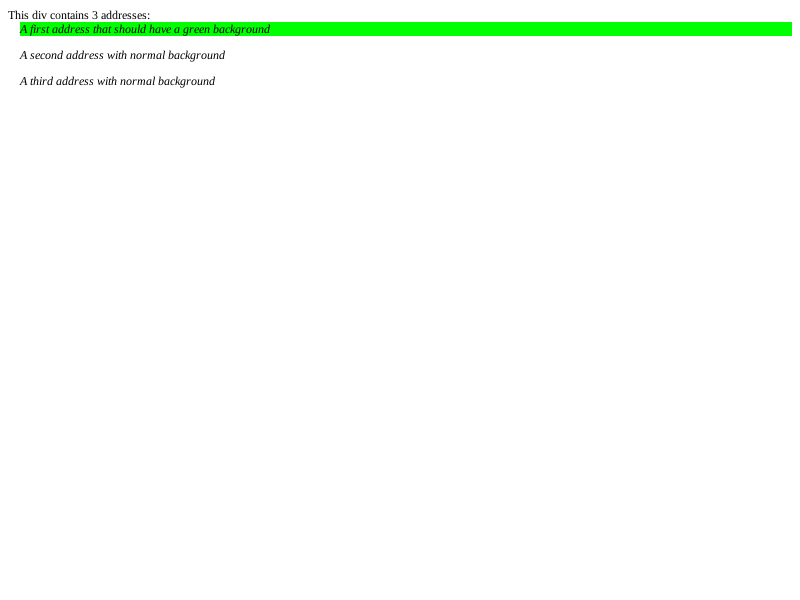 This div contains 3 addresses:
A first address that should have a green background
A second address with normal background
A third address with normal background